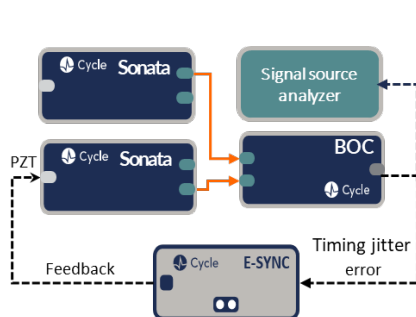 Cycle Sonata
Signal source
analyzer
Cycle Sonata
BOC
Cycle
PZT
Cycle E-SYNC
Timing jitter
error
Feedback